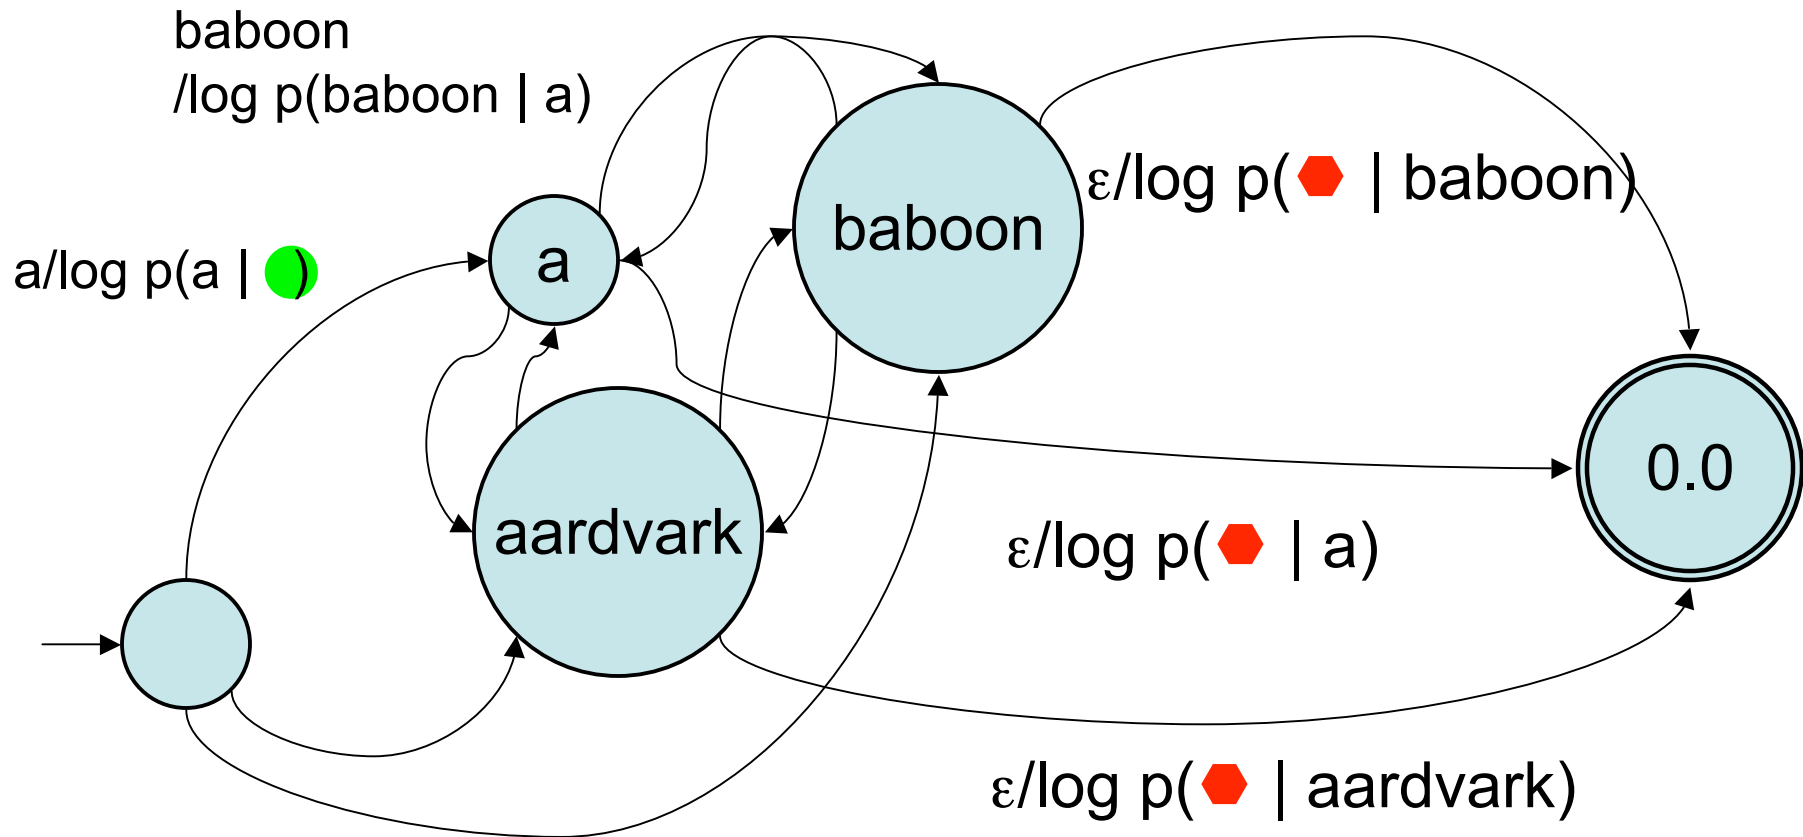 baboon
/log p(baboon | a)
ε/log p( | baboon)
baboon
a/log p(a | )
a
0.0
aardvark
ε/log p( | a)
ε/log p( | aardvark)